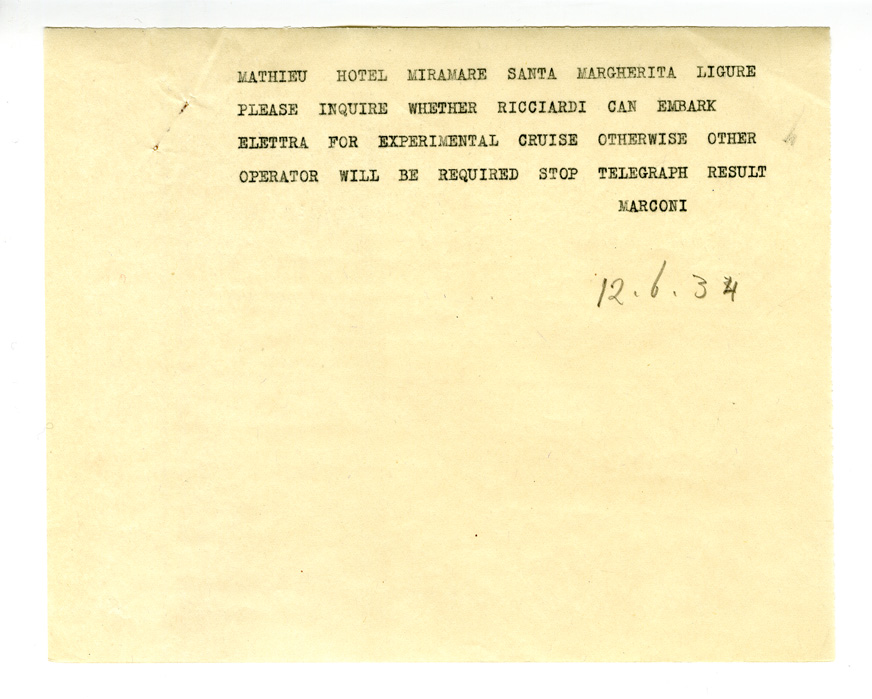 MATHIEU HOTEL MIRAMARE SANTA MARGHERITA LIGURE
PLEASE INQUIRE WHETHER RICCIARDI CAN EMBARK
ELETTRA FOR EXPERIMENTAL CRUISE OTHERWISE OTHER
OPERATOR WILL BE REQUIRED STOP TELEGRAPH RESULT
MARCONI
12.6.34